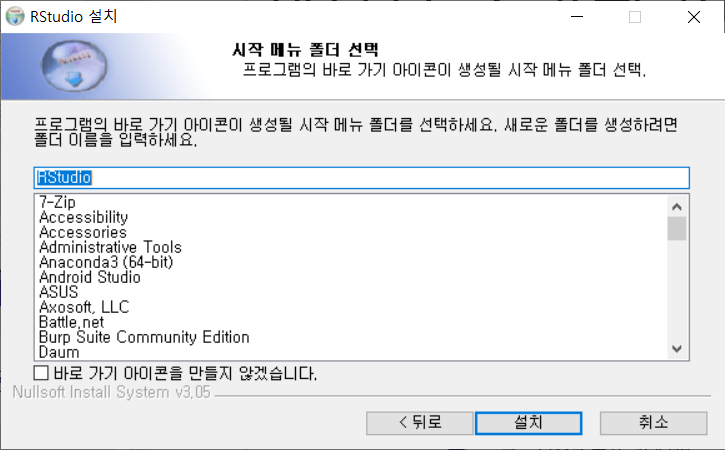 RStudio 설치
시작 메뉴 폴더 선택
프로그램의 바로 가기 아이콘이 생성될 시작 메뉴 폴더 선택.
프로그램의 바로 가기 아이콘이 생성될 시작 메뉴 폴더를 선택하세요. 새로운 폴더를 생성하려면
폴더 이름을 입력하세요.
RStudio
7-Zip
Accessibility
Accessories
Administrative Tools
Anaconda3 (64-bit)
Android Studio
ASUS
Axosoft, LLC
Battle.net
Burp Suite Community Edition
Daum
바로 가기 아이콘을 만들지 않겠습니다.
Nullsoft Install System v3.05
< 뒤로
설치
취소